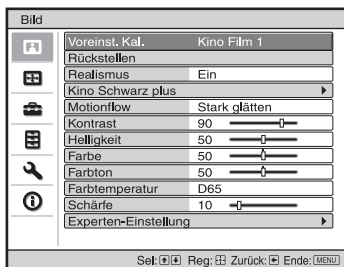 Bild
Voreinst. Kal. Kino Film 1
Rückstellen
Realismus Ein
Kino Schwarz plus
Motionflow Stark glätten
Kontrast 90
Helligkeit 50
Farbe 50
Farbton 50
Farbtemperatur D65
Schärfe 10
Experten-Einstellung
Sel: Reg: Zurück: Ende: MENU